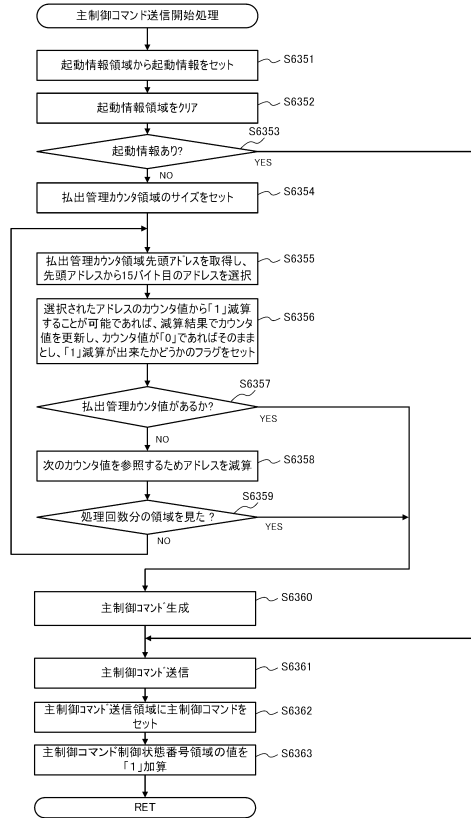 主制御コマンド送信開始処理
起動情報領域から起動情報をセット
S6351
起動情報領域をクリア
S6352
起動情報あり?
S6353
YES
NO
払出管理カウンタ領域のサイズをセット
S6354
払出管理カウンタ領域先頭アドレスを取得し、
先頭アドレスから15バイト目のアドレスを選択
S6355
選択されたアドレスのカウンタ値から「1」減算
することが可能であれば、減算結果でカウンタ
値を更新し、カウンタ値が「0」であればそのまま
とし、「1」減算が出来たかどうかのフラグをセット
S6356
払出管理カウンタ値があるか?
S6357
YES
NO
次のカウンタ値を参照するためアドレスを減算
S6358
処理回数分の領域を見た?
S6359
YES
NO
主制御コマンド生成
S6360
主制御コマンド送信
S6361
主制御コマンド送信領域に主制御コマンドを
セット
S6362
主制御コマンド制御状態番号領域の値を
「1」加算
S6363
RET